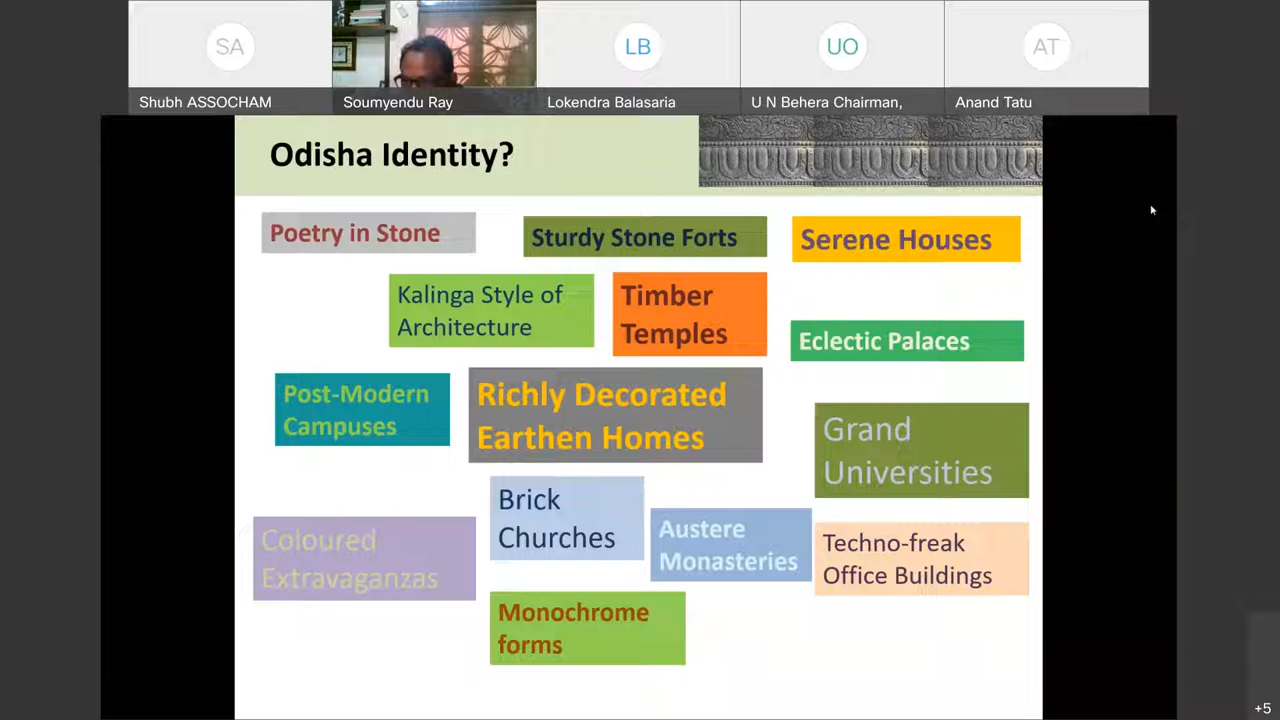 SA
LB
UO
AT
Shubh ASSOCHAM
Soumyendu Ray
Lokendra Balasaria
U N Behera Chairman,
Anand Tatu
Odisha Identity?
Poetry in Stone
Sturdy Stone Forts
Serene Houses
Kalinga Style of
Architecture
Timber
Temples
Eclectic Palaces
Post-Modern
Campuses
Richly Decorated
Earthen Homes
Grand
Universities
Brick
Churches
Austere
Monasteries
Coloured
Extravaganzas
Techno-freak
Office Buildings
Monochrome
forms
+5